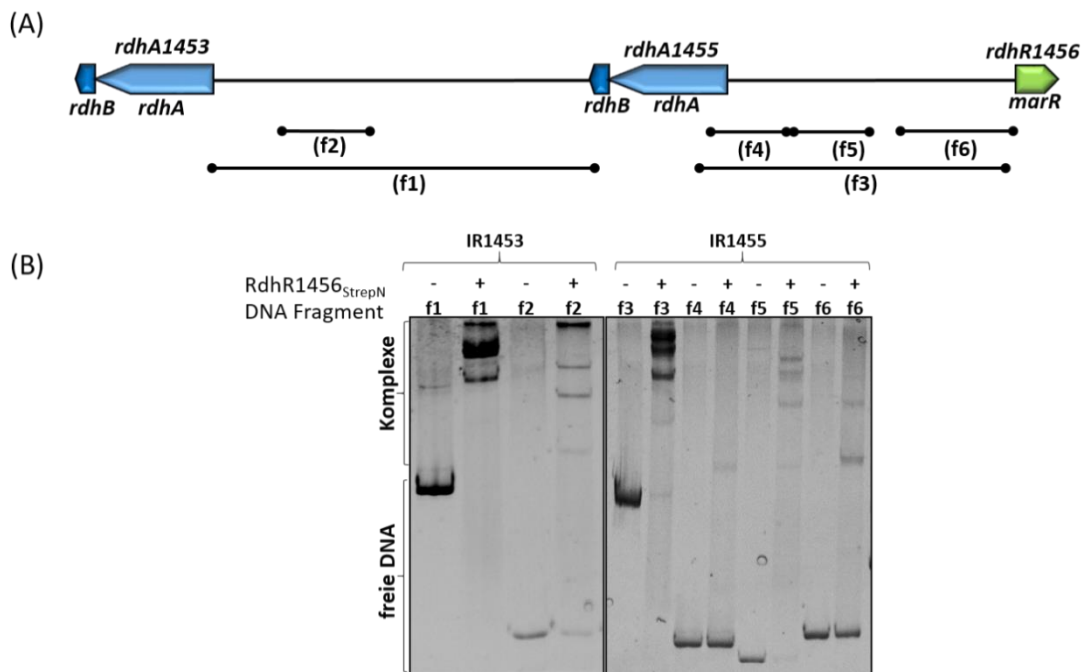 (A)
rdhA1453 rdhA1455 rdhR1456
rdhB rdhA rdhB rdhA marR
(f2) (f4) (f5) (f6)
(f1) (f3)
(B)
IR1453 IR1455
RdhR1456StrepN - + - + - + - + - + - +
DNA Fragment f1 f1 f2 f2 f3 f3 f4 f4 f5 f5 f6 f6
Komplexe
freie DNA